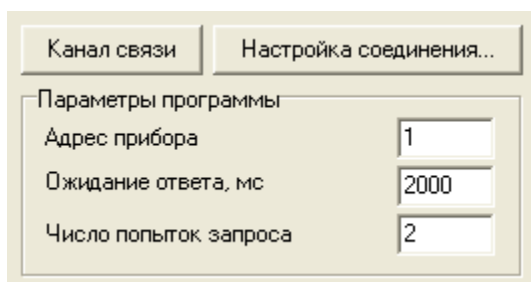 Канал связи
Настройка соединения...
Параметры программы
Адрес прибора 1
Ожидание ответа, мс 2000
Число попыток запроса 2